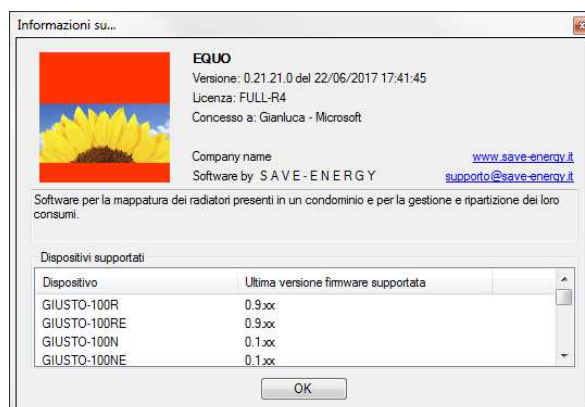 Informazioni su...
EQUO
Versione: 0.21.21.0 del 22/06/2017 17:41:45
Licenza: FULL-R4
Concesso a: Gianluca - Microsoft
Company name www.save-energy.it
Software by S A V E - E N E R G Y supporto@save-energy.it
Software per la mappatura dei radiatori presenti in un condominio e per la gestione e ripartizione dei loro
consumi.
Dispositivi supportati
Dispositivo Ultima versione firmware supportata
GIUSTO-100R 0.9.xx
GIUSTO-100RE 0.9.xx
GIUSTO-100N 0.1.xx
GIUSTO-100NE 0.1.xx
OK